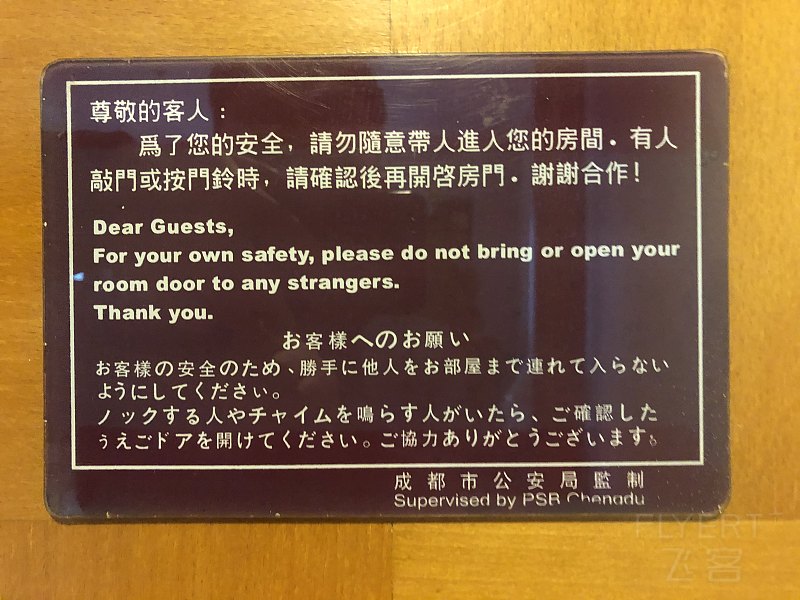 尊敬的客人：
爲了您的安全，請勿隨意帶人進入您的房間．有人
敲門或按門鈴時，請確認後再開啓房門．謝謝合作！
Dear Guests,
For your own safety, please do not bring or open your
room door to any strangers.
Thank you.
お客様へのお願い
お客様の安全のため、勝手に他人をお部屋まで連れて入らない
ようにしてください。
ノックする人やチャイムを鳴らす人がいたら、ご確認した
うえごドアを開けてください。ご協力ありがとうございます。
成都市公安局監制
Supervised by PSB Chengdu
FLYERT
飞客